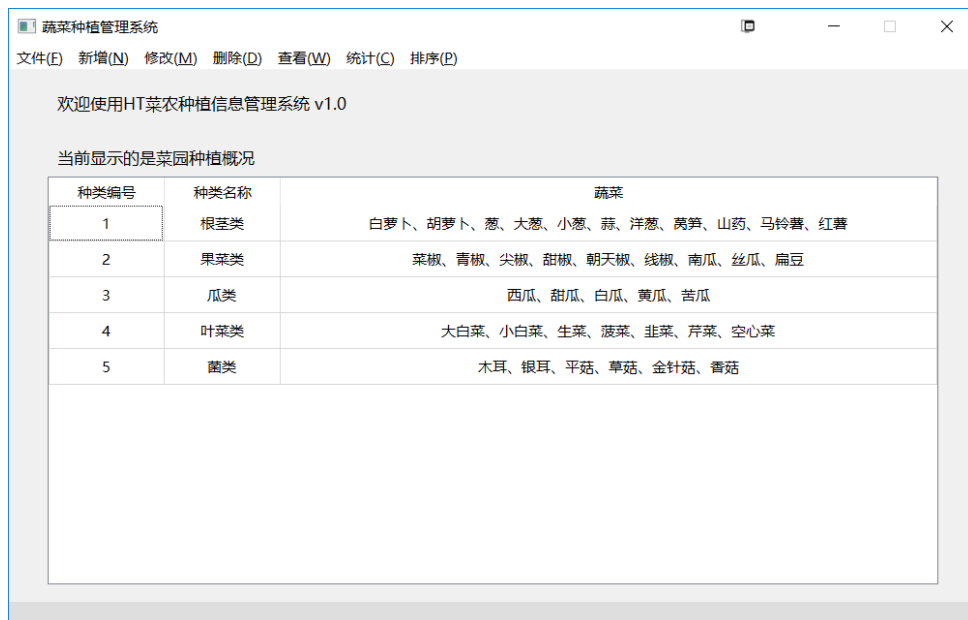 蔬菜种植管理系统
文件(F) 新增(N) 修改(M) 删除(D) 查看(W) 统计(C) 排序(P)
欢迎使用HT菜农种植信息管理系统 v1.0
当前显示的是菜园种植概况
种类编号 种类名称 蔬菜
1 根茎类 白萝卜、胡萝卜、葱、大葱、小葱、蒜、洋葱、莴笋、山药、马铃薯、红薯
2 果菜类 菜椒、青椒、尖椒、甜椒、朝天椒、线椒、南瓜、丝瓜、扁豆
3 瓜类 西瓜、甜瓜、白瓜、黄瓜、苦瓜
4 叶菜类 大白菜、小白菜、生菜、菠菜、韭菜、芹菜、空心菜
5 菌类 木耳、银耳、平菇、草菇、金针菇、香菇